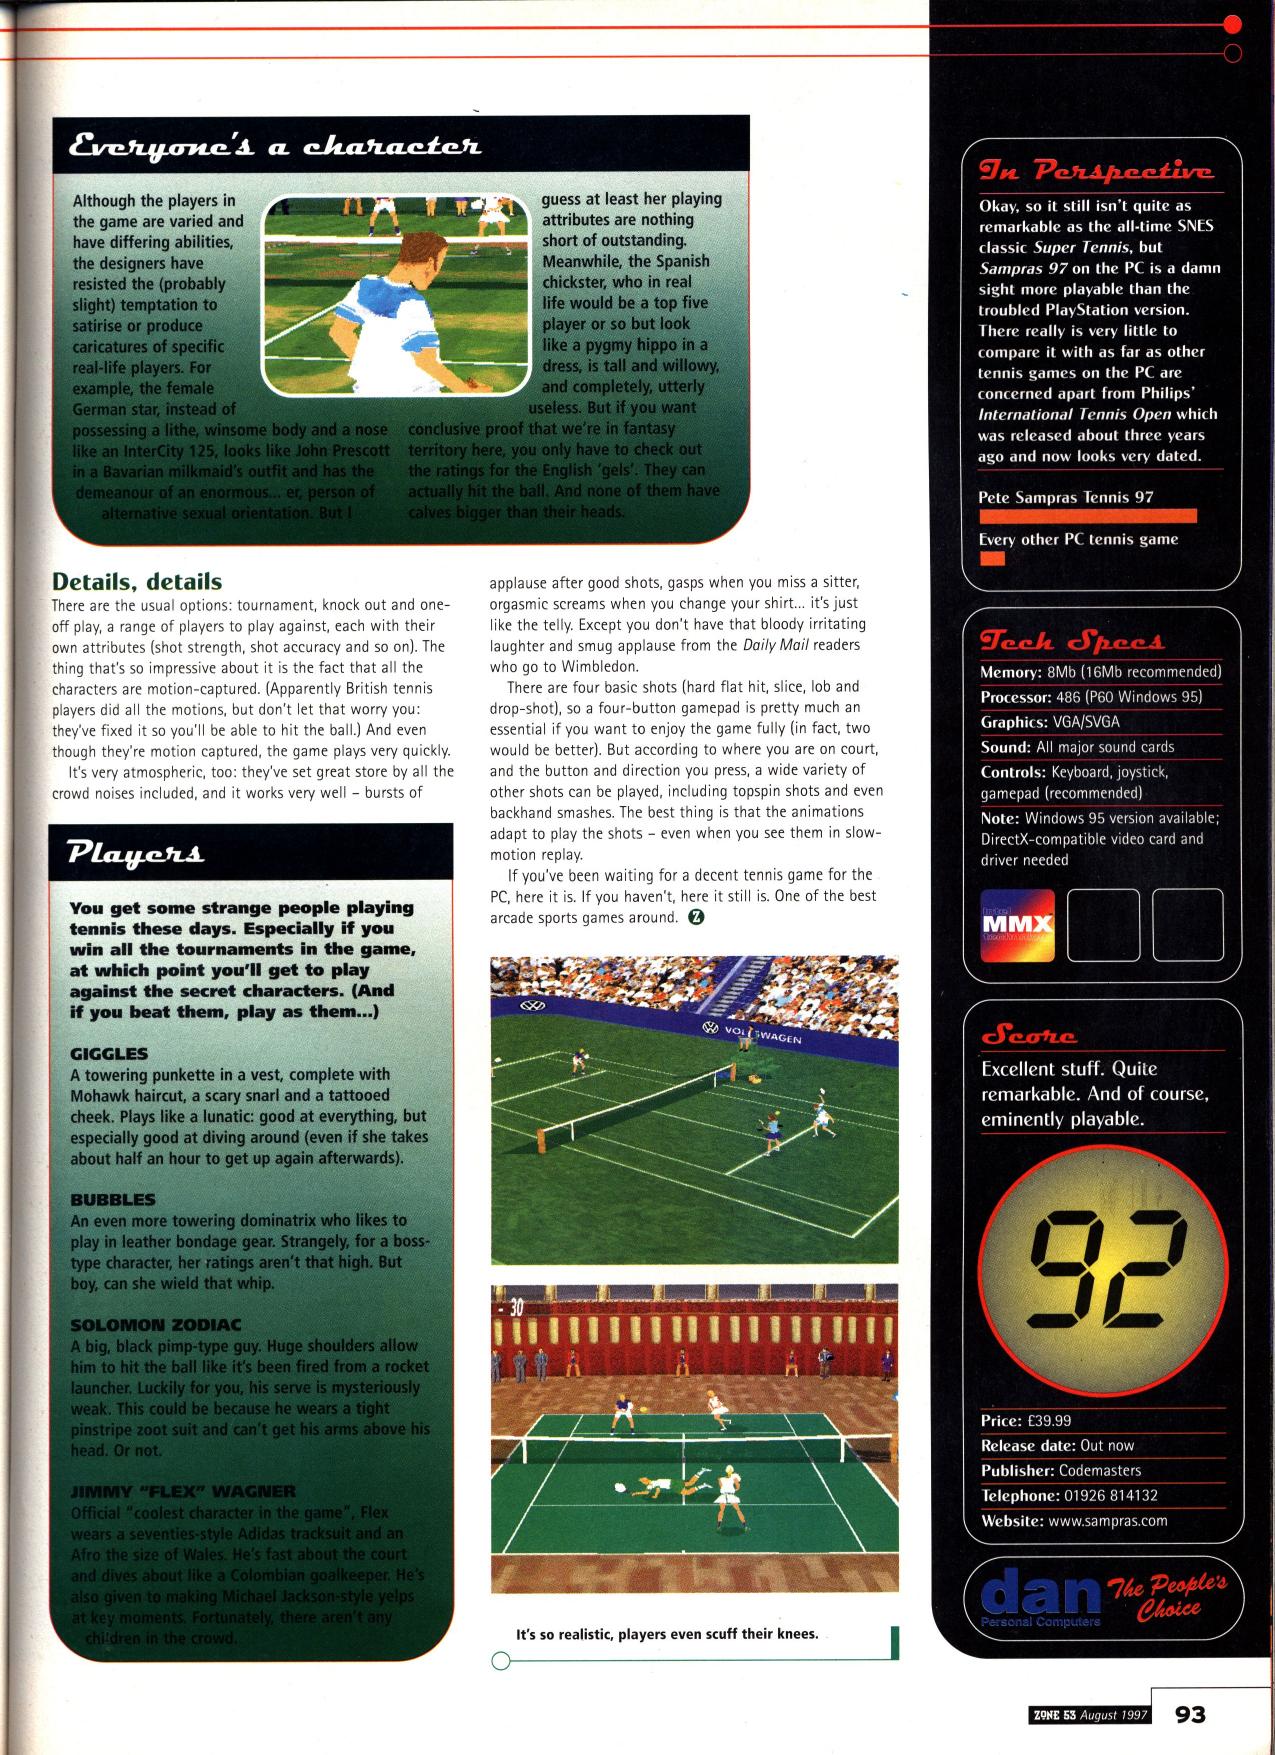 Everyone's a character
Although the players in
the game are varied and
have differing abilities,
the designers have
resisted the (probably
slight) temptation to
satirise or produce
caricatures of specific
real-life players. For
example, the female
German star, instead of
possessing a lithe, winsome body and a nose
like an InterCity 125, looks like John Prescott
in a Bavarian milkmaid's outfit and has the
demeanour of an enormous... er, person of
alternative sexual orientation. But I
guess at least her playing
attributes are nothing
short of outstanding.
Meanwhile, the Spanish
chickster, who in real
life would be a top five
player or so but look
like a pygmy hippo in a
dress, is tall and willowy,
and completely, utterly
useless. But if you want
conclusive proof that we're in fantasy
territory here, you only have to check out
the ratings for the English 'gels'. They can
actually hit the ball. And none of them have
calves bigger than their heads.
Details, details
There are the usual options: tournament, knock out and one-
off play, a range of players to play against, each with their
own attributes (shot strength, shot accuracy and so on). The
thing that's so impressive about it is the fact that all the
characters are motion-captured. (Apparently British tennis
players did all the motions, but don't let that worry you:
they've fixed it so you'll be able to hit the ball.) And even
though they're motion captured, the game plays very quickly.
It's very atmospheric, too: they've set great store by all the
crowd noises included, and it works very well – bursts of
applause after good shots, gasps when you miss a sitter,
orgasmic screams when you change your shirt... it's just
like the telly. Except you don't have that bloody irritating
laughter and smug applause from the Daily Mail readers
who go to Wimbledon.
There are four basic shots (hard flat hit, slice, lob and
drop-shot), so a four-button gamepad is pretty much an
essential if you want to enjoy the game fully (in fact, two
would be better). But according to where you are on court,
and the button and direction you press, a wide variety of
other shots can be played, including topspin shots and even
backhand smashes. The best thing is that the animations
adapt to play the shots – even when you see them in slow-
motion replay.
If you've been waiting for a decent tennis game for the
PC, here it is. If you haven't, here it still is. One of the best
arcade sports games around. Z
Players
You get some strange people playing
tennis these days. Especially if you
win all the tournaments in the game,
at which point you'll get to play
against the secret characters. (And
if you beat them, play as them...)
GIGGLES
A towering punkette in a vest, complete with
Mohawk haircut, a scary snarl and a tattooed
cheek. Plays like a lunatic: good at everything, but
especially good at diving around (even if she takes
about half an hour to get up again afterwards).
BUBBLES
An even more towering dominatrix who likes to
play in leather bondage gear. Strangely, for a boss-
type character, her ratings aren't that high. But
boy, can she wield that whip.
SOLOMON ZODIAC
A big, black pimp-type guy. Huge shoulders allow
him to hit the ball like it's been fired from a rocket
launcher. Luckily for you, his serve is mysteriously
weak. This could be because he wears a tight
pinstripe zoot suit and can't get his arms above his
head. Or not.
JIMMY "FLEX" WAGNER
Official "coolest character in the game", Flex
wears a seventies-style Adidas tracksuit and an
Afro the size of Wales. He's fast about the court
and dives about like a Colombian goalkeeper. He's
also given to making Michael Jackson-style yelps
at key moments. Fortunately, there aren't any
children in the crowd.
VOLKSWAGEN
- 30
It's so realistic, players even scuff their knees.
In Perspective
Okay, so it still isn't quite as
remarkable as the all-time SNES
classic Super Tennis, but
Sampras 97 on the PC is a damn
sight more playable than the
troubled PlayStation version.
There really is very little to
compare it with as far as other
tennis games on the PC are
concerned apart from Philips'
International Tennis Open which
was released about three years
ago and now looks very dated.
Pete Sampras Tennis 97
Every other PC tennis game
Tech Specs
Memory: 8Mb (16Mb recommended)
Processor: 486 (P60 Windows 95)
Graphics: VGA/SVGA
Sound: All major sound cards
Controls: Keyboard, joystick,
gamepad (recommended)
Note: Windows 95 version available;
DirectX-compatible video card and
driver needed
intel
MMX
Score
Excellent stuff. Quite
remarkable. And of course,
eminently playable.
92
Price: £39.99
Release date: Out now
Publisher: Codemasters
Telephone: 01926 814132
Website: www.sampras.com
dan
Personal Computers
The People's
Choice
ZONE 53 August 1997
93